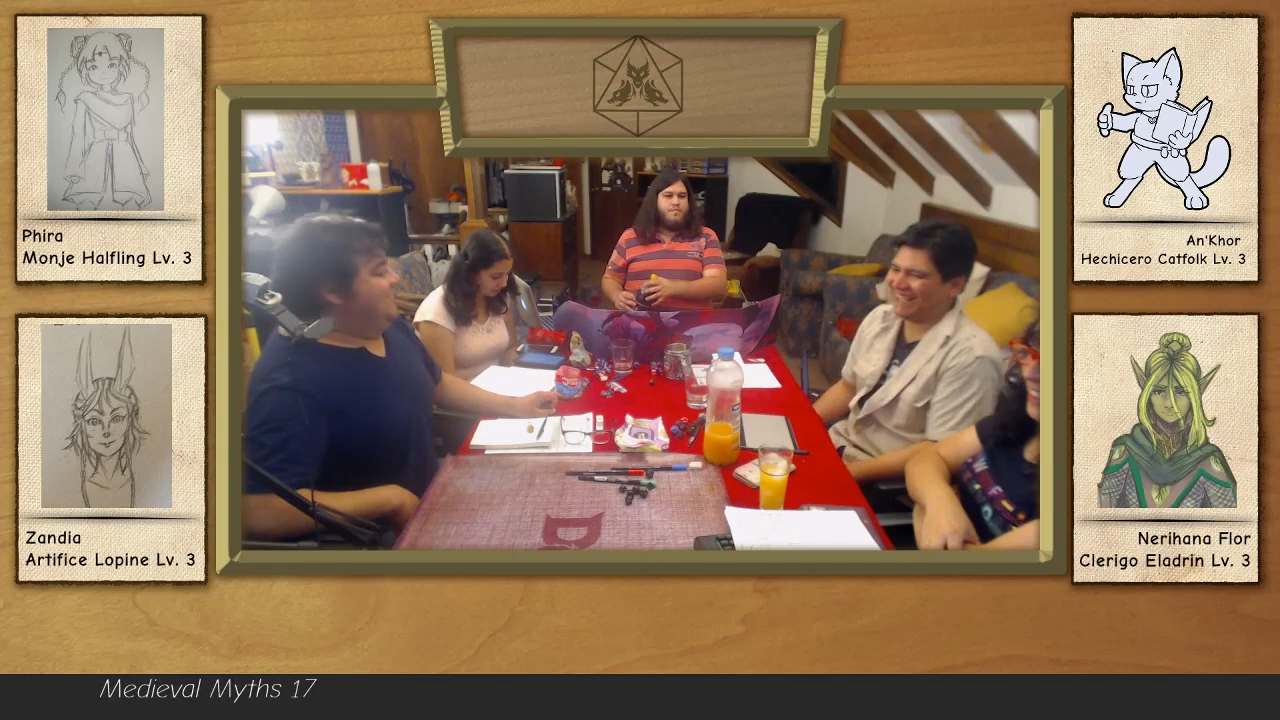 Phira
Monje Halfling Lv. 3
Zandia
Artifice Lopine Lv. 3
An'Khor
Hechicero Catfolk Lv. 3
Nerihana Flor
Clerigo Eladrin Lv. 3
Medieval Myths 17